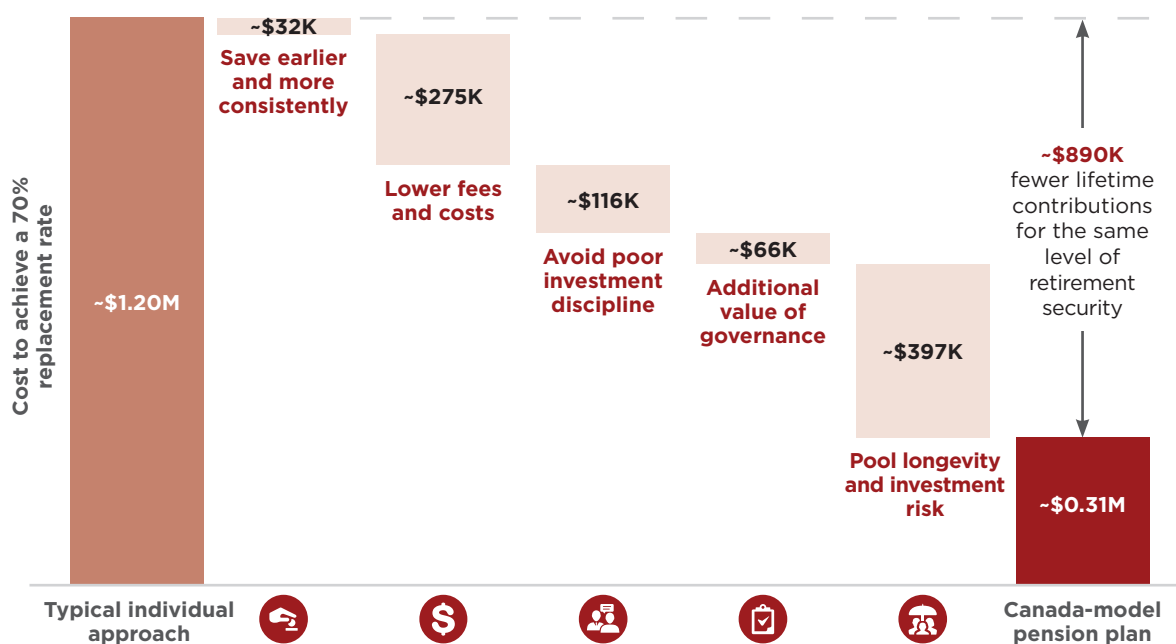 Cost to achieve a 70%
replacement rate
~$1.20M
Typical individual
approach
~$32K
Save earlier
and more
consistently
~$275K
Lower fees
and costs
~$116K
Avoid poor
investment
discipline
~$66K
Additional
value of
governance
~$397K
Pool longevity
and investment
risk
~$890K
fewer lifetime
contributions
for the same
level of
retirement
security
~$0.31M
Canada-model
pension plan
$